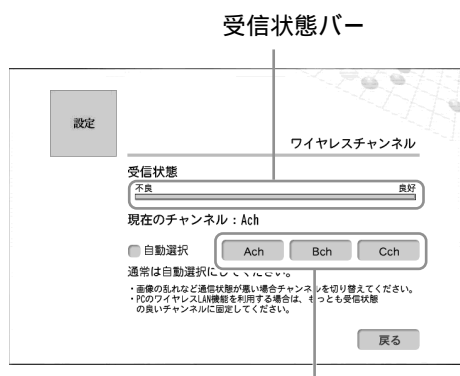 受信状態バー
設定
ワイヤレスチャンネル
受信状態
不良 良好
現在のチャンネル：Ach
自動選択 Ach Bch Cch
通常は自動選択にしてください。
・画像の乱れなど通信状態が悪い場合チャンネルを切り替えてください。
・PCのワイヤレスLAN機能を利用する場合は、もっとも受信状態
の良いチャンネルに固定してください。
戻る